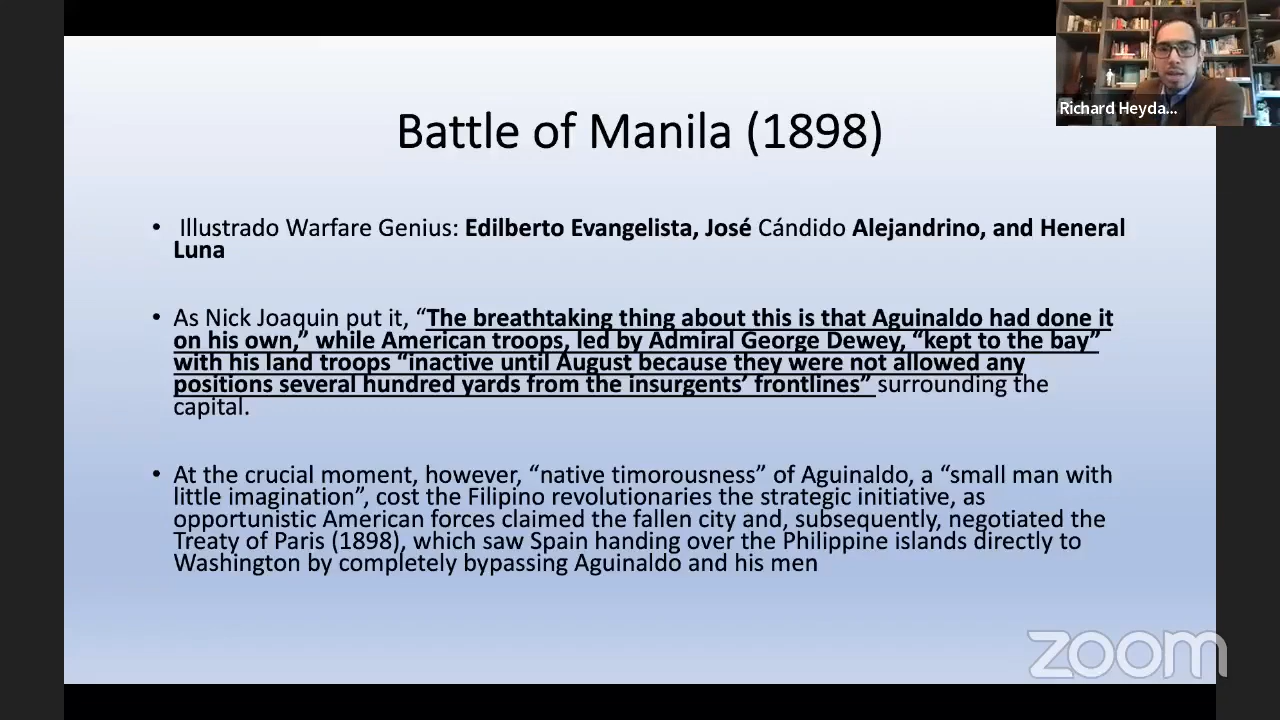 Richard Heyda...
Battle of Manila (1898)
• Illustrado Warfare Genius: Edilberto Evangelista, José Cándido Alejandrino, and Heneral
Luna
• As Nick Joaquin put it, “The breathtaking thing about this is that Aguinaldo had done it
on his own,” while American troops, led by Admiral George Dewey, “kept to the bay”
with his land troops “inactive until August because they were not allowed any
positions several hundred yards from the insurgents’ frontlines” surrounding the
capital.
• At the crucial moment, however, “native timorousness” of Aguinaldo, a “small man with
little imagination”, cost the Filipino revolutionaries the strategic initiative, as
opportunistic American forces claimed the fallen city and, subsequently, negotiated the
Treaty of Paris (1898), which saw Spain handing over the Philippine islands directly to
Washington by completely bypassing Aguinaldo and his men
zoom